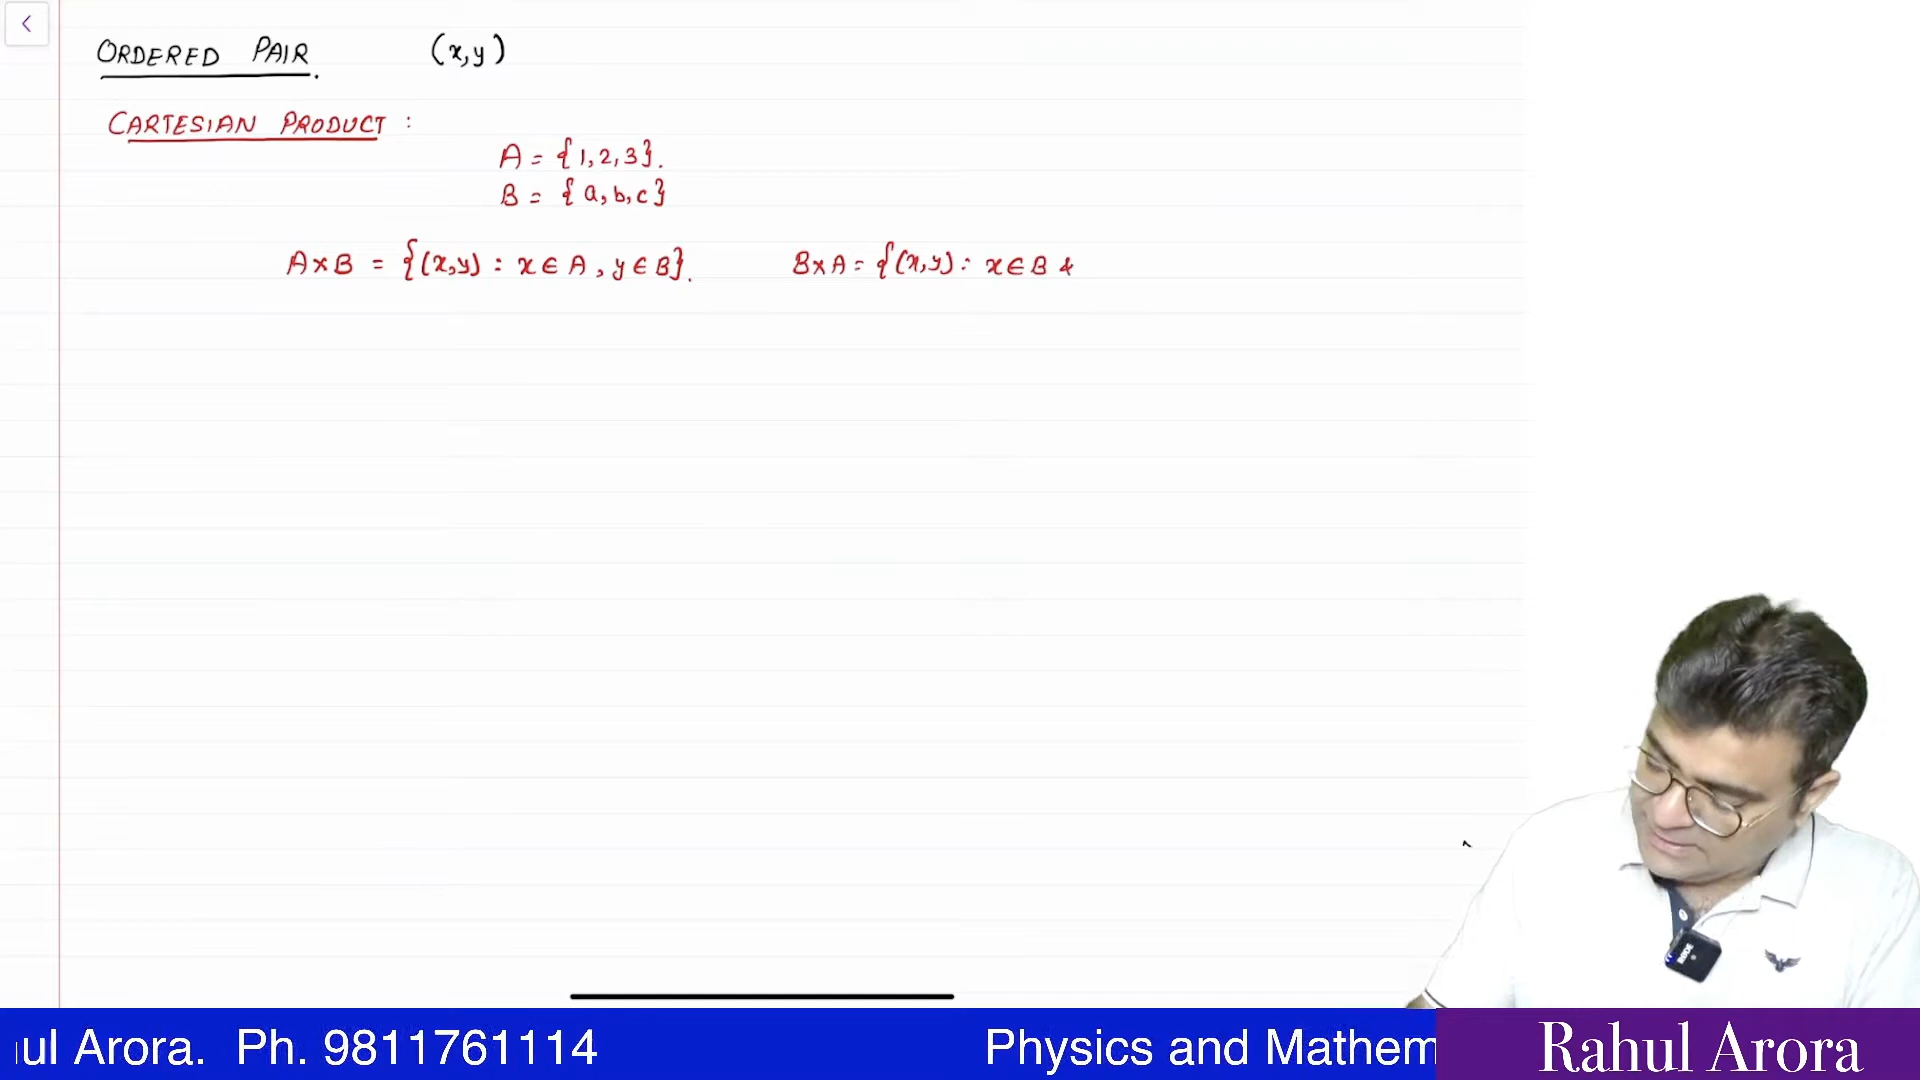 ORDERED PAIR. (x,y)
CARTESIAN PRODUCT :
A = {1,2,3}.
B = {a,b,c}
A×B = {(x,y) : x∈A, y∈B}. B×A = {(x,y) : x∈B &
ul Arora. Ph. 9811761114 Physics and Mathem
Rahul Arora